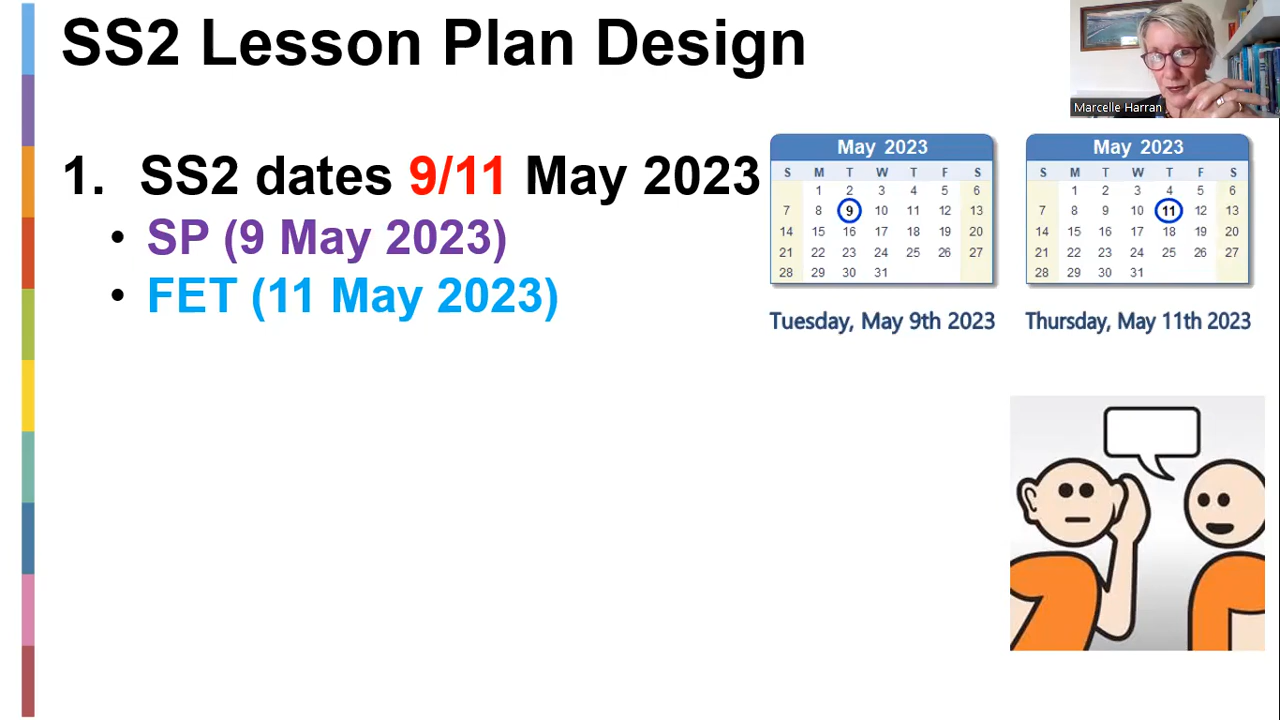 SS2 Lesson Plan Design
Marcelle Harran
1. SS2 dates 9/11 May 2023
• SP (9 May 2023)
• FET (11 May 2023)
May 2023
S M T W T F S
1 2 3 4 5 6
7 8 9 10 11 12 13
14 15 16 17 18 19 20
21 22 23 24 25 26 27
28 29 30 31
Tuesday, May 9th 2023
May 2023
S M T W T F S
1 2 3 4 5 6
7 8 9 10 11 12 13
14 15 16 17 18 19 20
21 22 23 24 25 26 27
28 29 30 31
Thursday, May 11th 2023